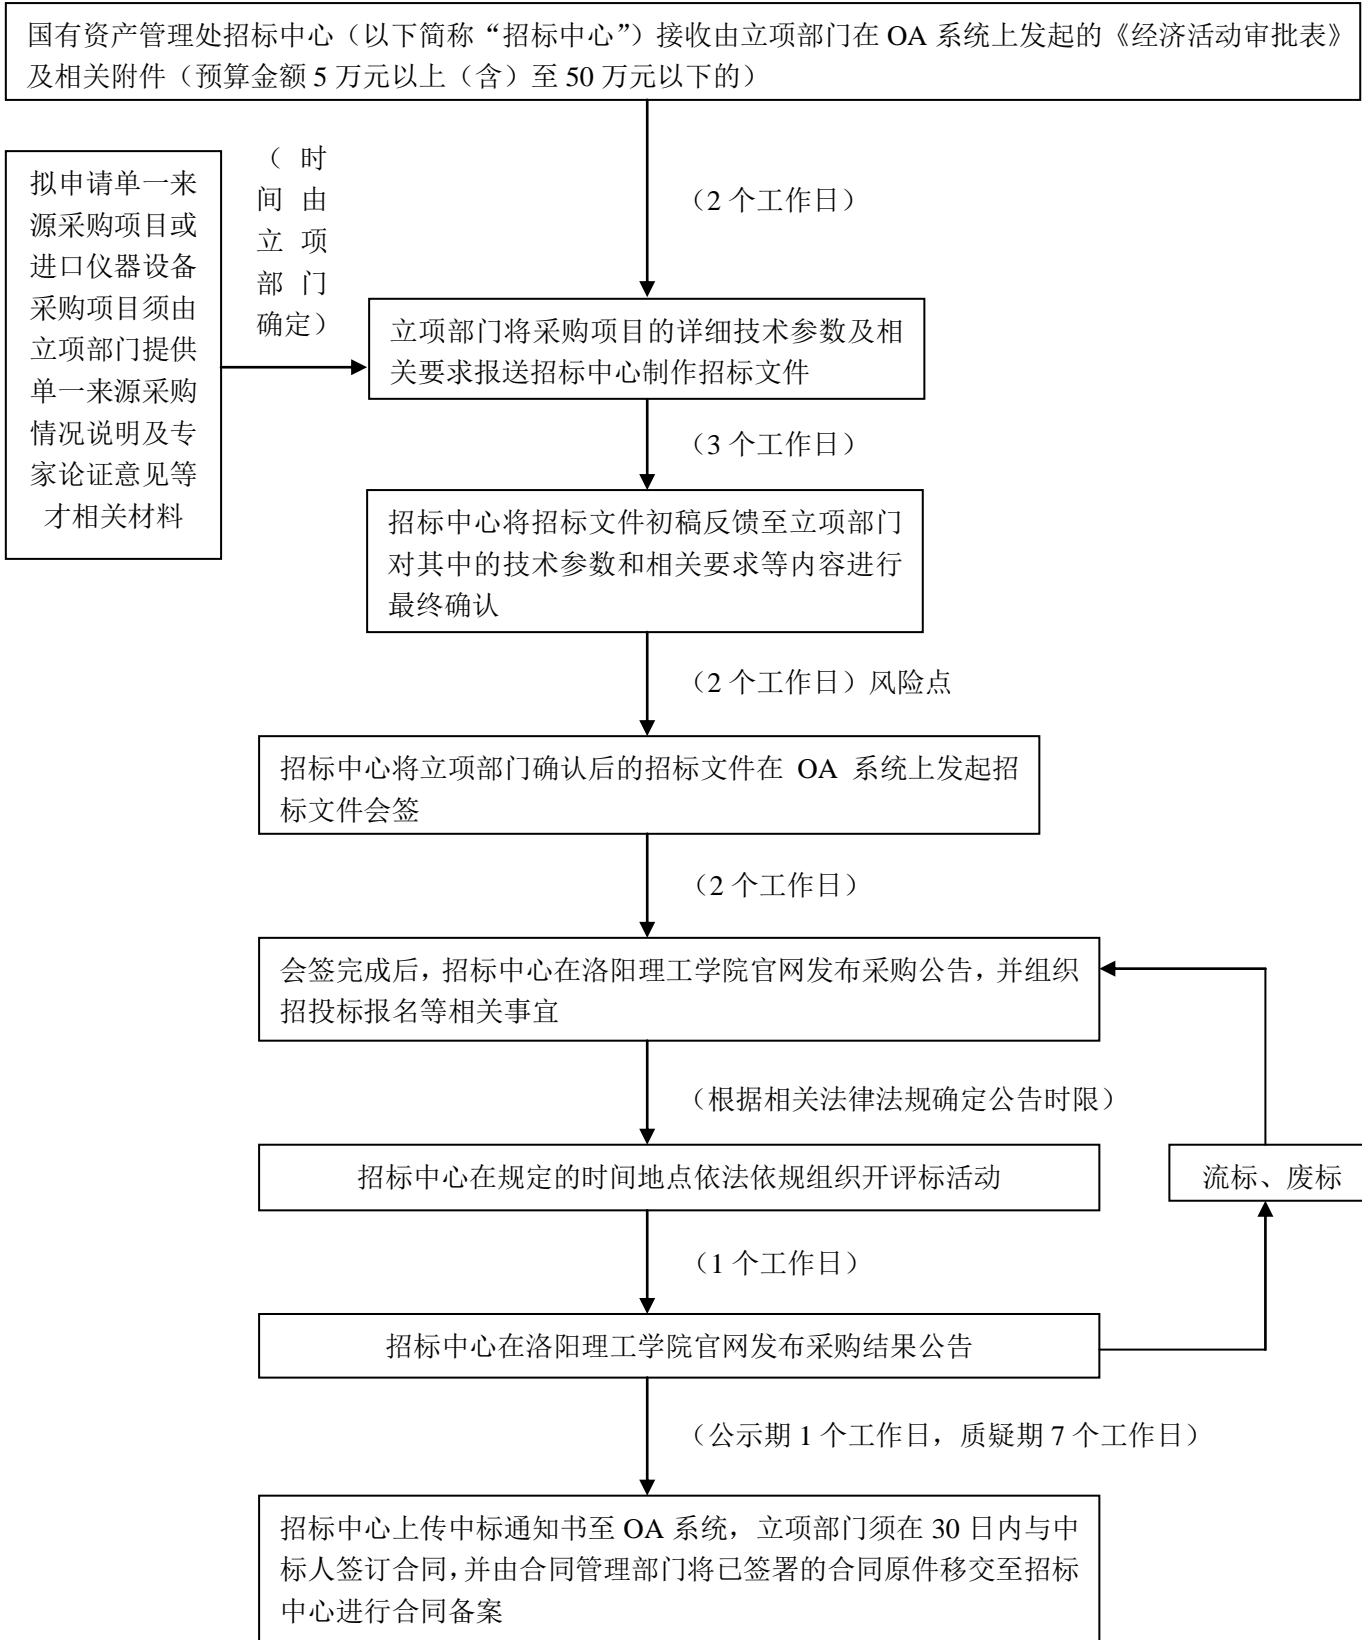 国有资产管理处招标中心（以下简称“招标中心”）接收由立项部门在 OA 系统上发起的《经济活动审批表》
及相关附件（预算金额 5 万元以上（含）至 50 万元以下的）
（2 个工作日）
拟申请单一来
源采购项目或
进口仪器设备
采购项目须由
立项部门提供
单一来源采购
情况说明及专
家论证意见等
才相关材料
（ 时
间 由
立 项
部 门
确定）
立项部门将采购项目的详细技术参数及相
关要求报送招标中心制作招标文件
（3 个工作日）
招标中心将招标文件初稿反馈至立项部门
对其中的技术参数和相关要求等内容进行
最终确认
（2 个工作日）风险点
招标中心将立项部门确认后的招标文件在 OA 系统上发起招
标文件会签
（2 个工作日）
会签完成后，招标中心在洛阳理工学院官网发布采购公告，并组织
招投标报名等相关事宜
（根据相关法律法规确定公告时限）
招标中心在规定的时间地点依法依规组织开评标活动
流标、废标
（1 个工作日）
招标中心在洛阳理工学院官网发布采购结果公告
（公示期 1 个工作日，质疑期 7 个工作日）
招标中心上传中标通知书至 OA 系统，立项部门须在 30 日内与中
标人签订合同，并由合同管理部门将已签署的合同原件移交至招标
中心进行合同备案